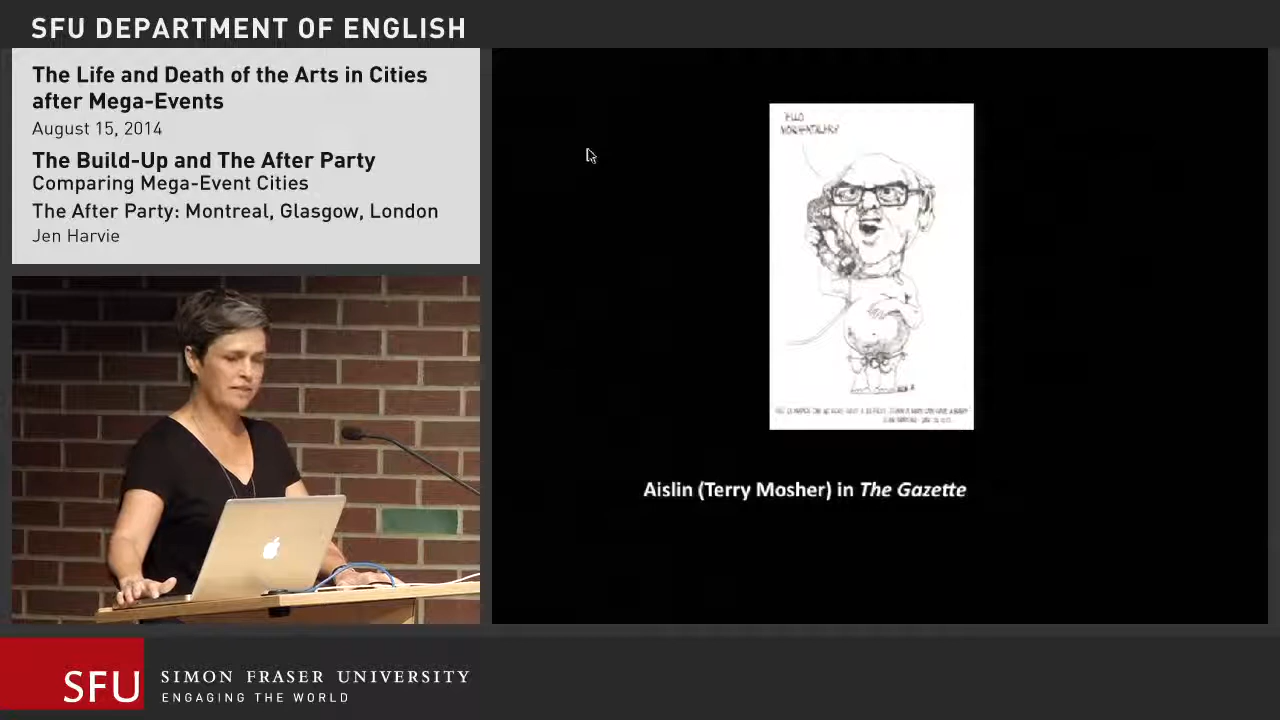 SFU DEPARTMENT OF ENGLISH
The Life and Death of the Arts in Cities
after Mega-Events
August 15, 2014
The Build-Up and The After Party
Comparing Mega-Event Cities
The After Party: Montreal, Glasgow, London
Jen Harvie
Aislin (Terry Mosher) in The Gazette
SFU
SIMON FRASER UNIVERSITY
ENGAGING THE WORLD